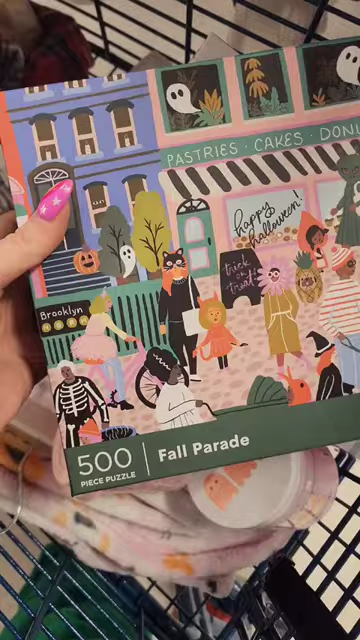 PASTRIES · CAKES · DONU
happy
halloween!
trick
or
treat
Brooklyn
500
PIECE PUZZLE
Fall Parade